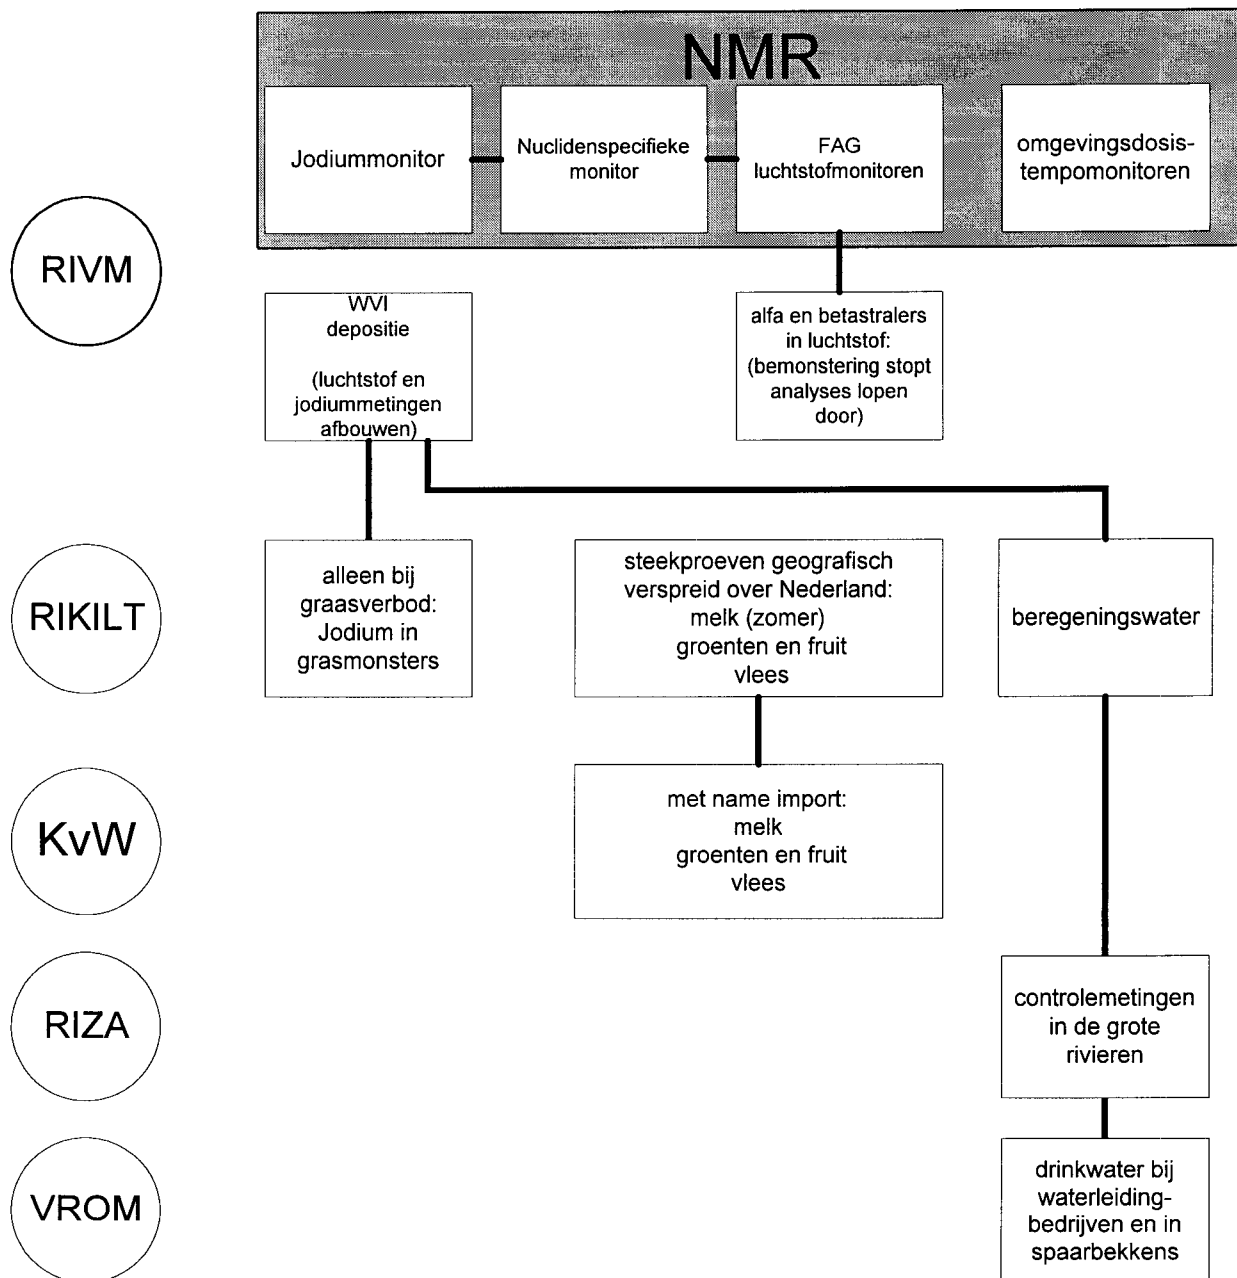 NMR
Jodiummonitor
Nuclidenspecifieke
monitor
FAG
luchtstofmonitoren
omgevingsdosis-
tempomonitoren
RIVM
WVI
depositie
(luchtstof en
jodiummetingen
afbouwen)
alfa en betastralers
in luchtstof:
(bemonstering stopt
analyses lopen
door)
RIKILT
alleen bij
graasverbod:
Jodium in
grasmonsters
steekproeven geografisch
verspreid over Nederland:
melk (zomer)
groenten en fruit
vlees
beregeningswater
KvW
met name import:
melk
groenten en fruit
vlees
RIZA
controlemetingen
in de grote
rivieren
VROM
drinkwater bij
waterleiding-
bedrijven en in
spaarbekkens